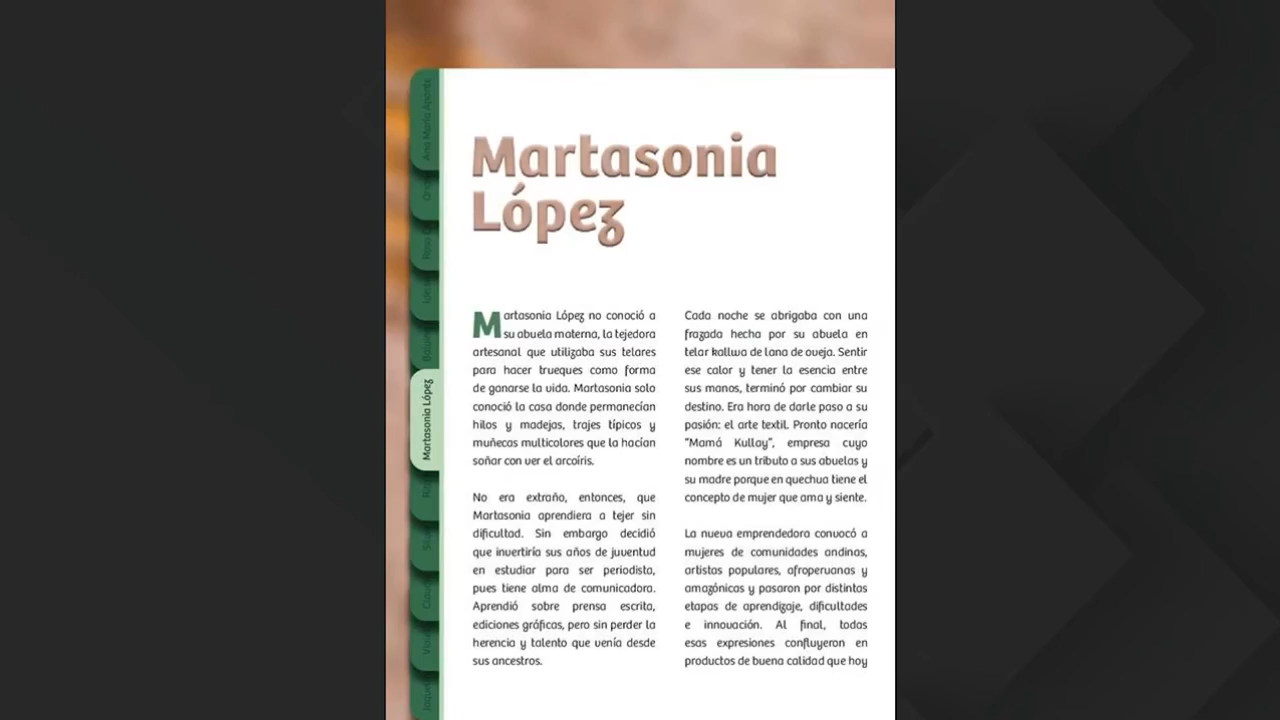 Martasonia
López
Martasonia López no conoció a
su abuela materna, la tejedora
artesanal que utilizaba sus telares
para hacer trueques como forma
de ganarse la vida. Martasonia solo
conoció la casa donde permanecían
hilos y madejas, trajes típicos y
muñecas multicolores que la hacían
soñar con ver el arcoíris.
No era extraño, entonces, que
Martasonia aprendiera a tejer sin
dificultad. Sin embargo decidió
que invertiría sus años de juventud
en estudiar para ser periodista,
pues tiene alma de comunicadora.
Aprendió sobre prensa escrita,
ediciones gráficas, pero sin perder la
herencia y talento que venía desde
sus ancestros.
Cada noche se abrigaba con una
frazada hecha por su abuela en
telar kallwa de lana de oveja. Sentir
ese calor y tener la esencia entre
sus manos, terminó por cambiar su
destino. Era hora de darle paso a su
pasión: el arte textil. Pronto nacería
“Mamá Kullay”, empresa cuyo
nombre es un tributo a sus abuelas y
su madre porque en quechua tiene el
concepto de mujer que ama y siente.
La nueva emprendedora convocó a
mujeres de comunidades andinas,
artistas populares, afroperuanas y
amazónicas y pasaron por distintas
etapas de aprendizaje, dificultades
e innovación. Al final, todas
esas expresiones confluyeron en
productos de buena calidad que hoy
Ana María Aponte
Rosa
Martasonia López